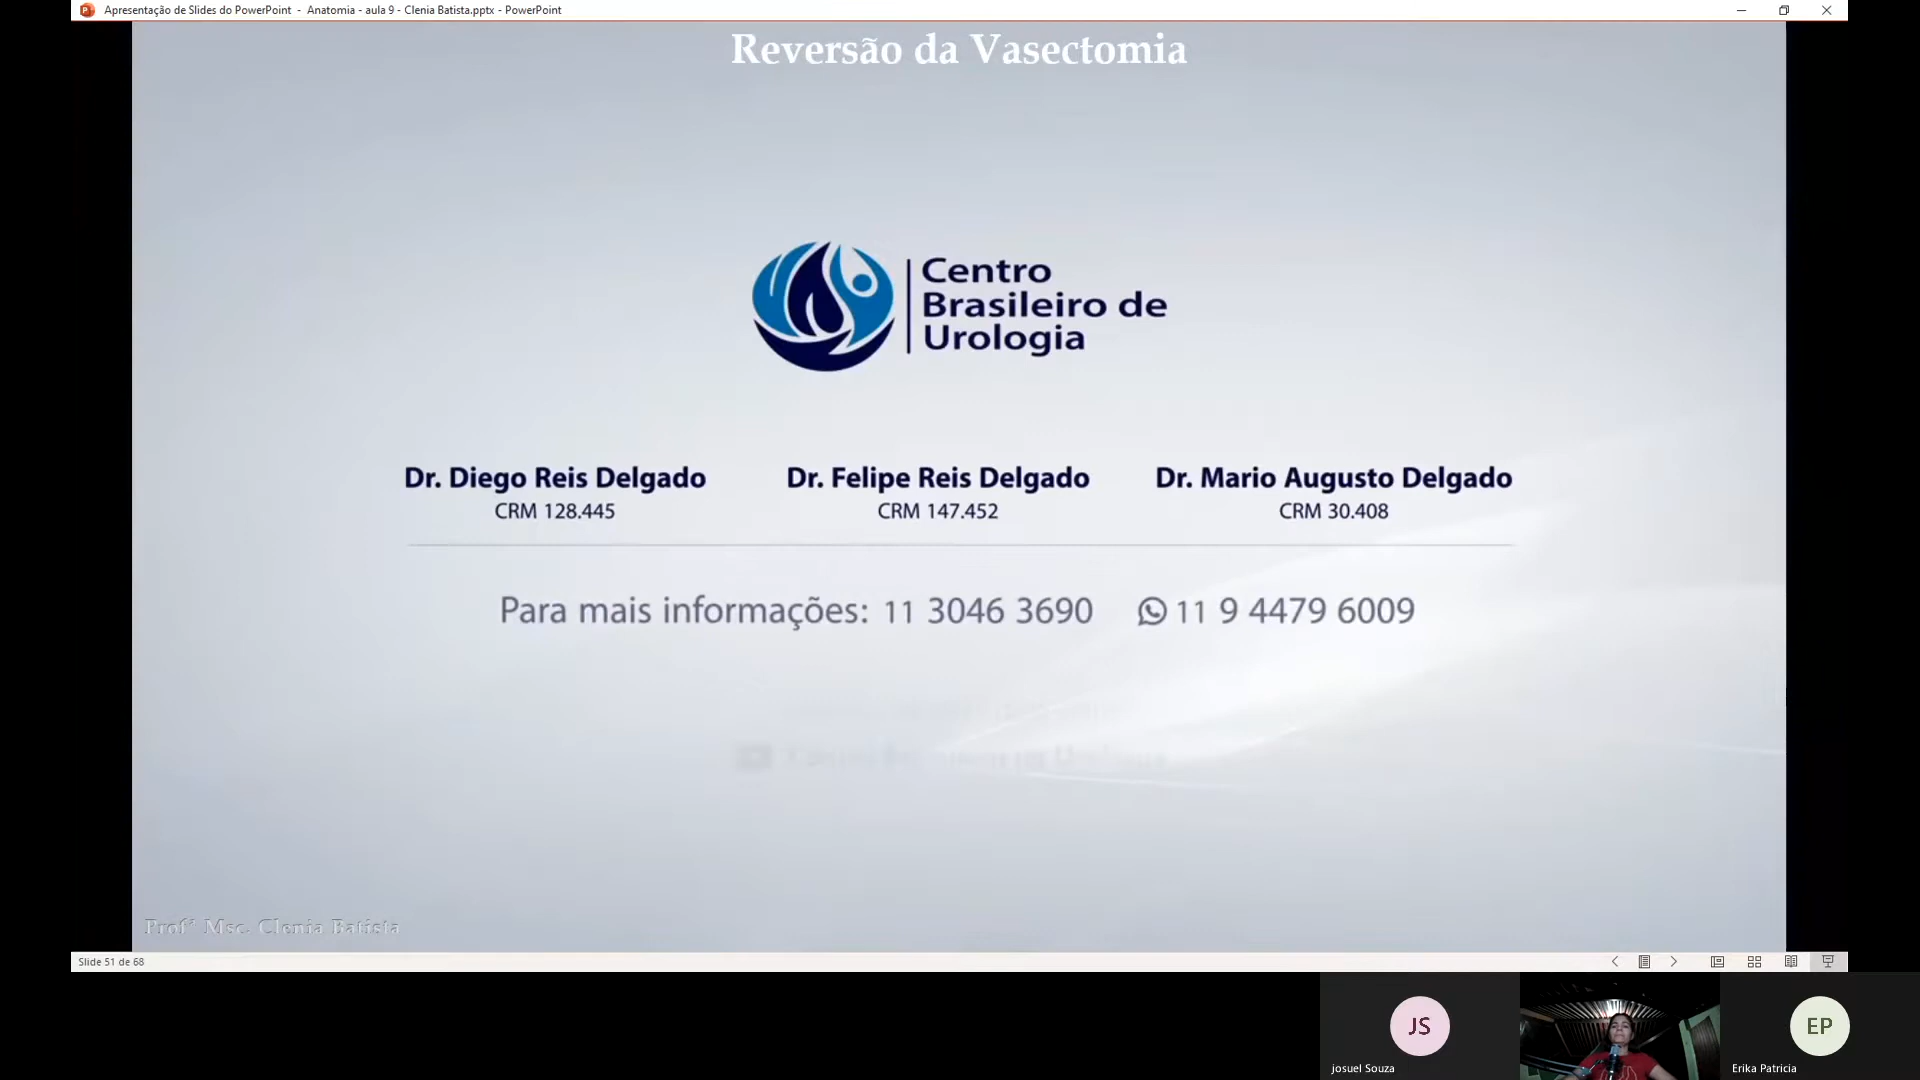 Apresentação de Slides do PowerPoint - Anatomia - aula 9 - Clenia Batista.pptx - PowerPoint
Reversão da Vasectomia
Centro
Brasileiro de
Urologia
Dr. Diego Reis Delgado
CRM 128.445
Dr. Felipe Reis Delgado
CRM 147.452
Dr. Mario Augusto Delgado
CRM 30.408
Para mais informações: 11 3046 3690 11 9 4479 6009
Profª Msc. Clenia Batista
Slide 51 de 68
JS
josuel Souza
EP
Erika Patricia